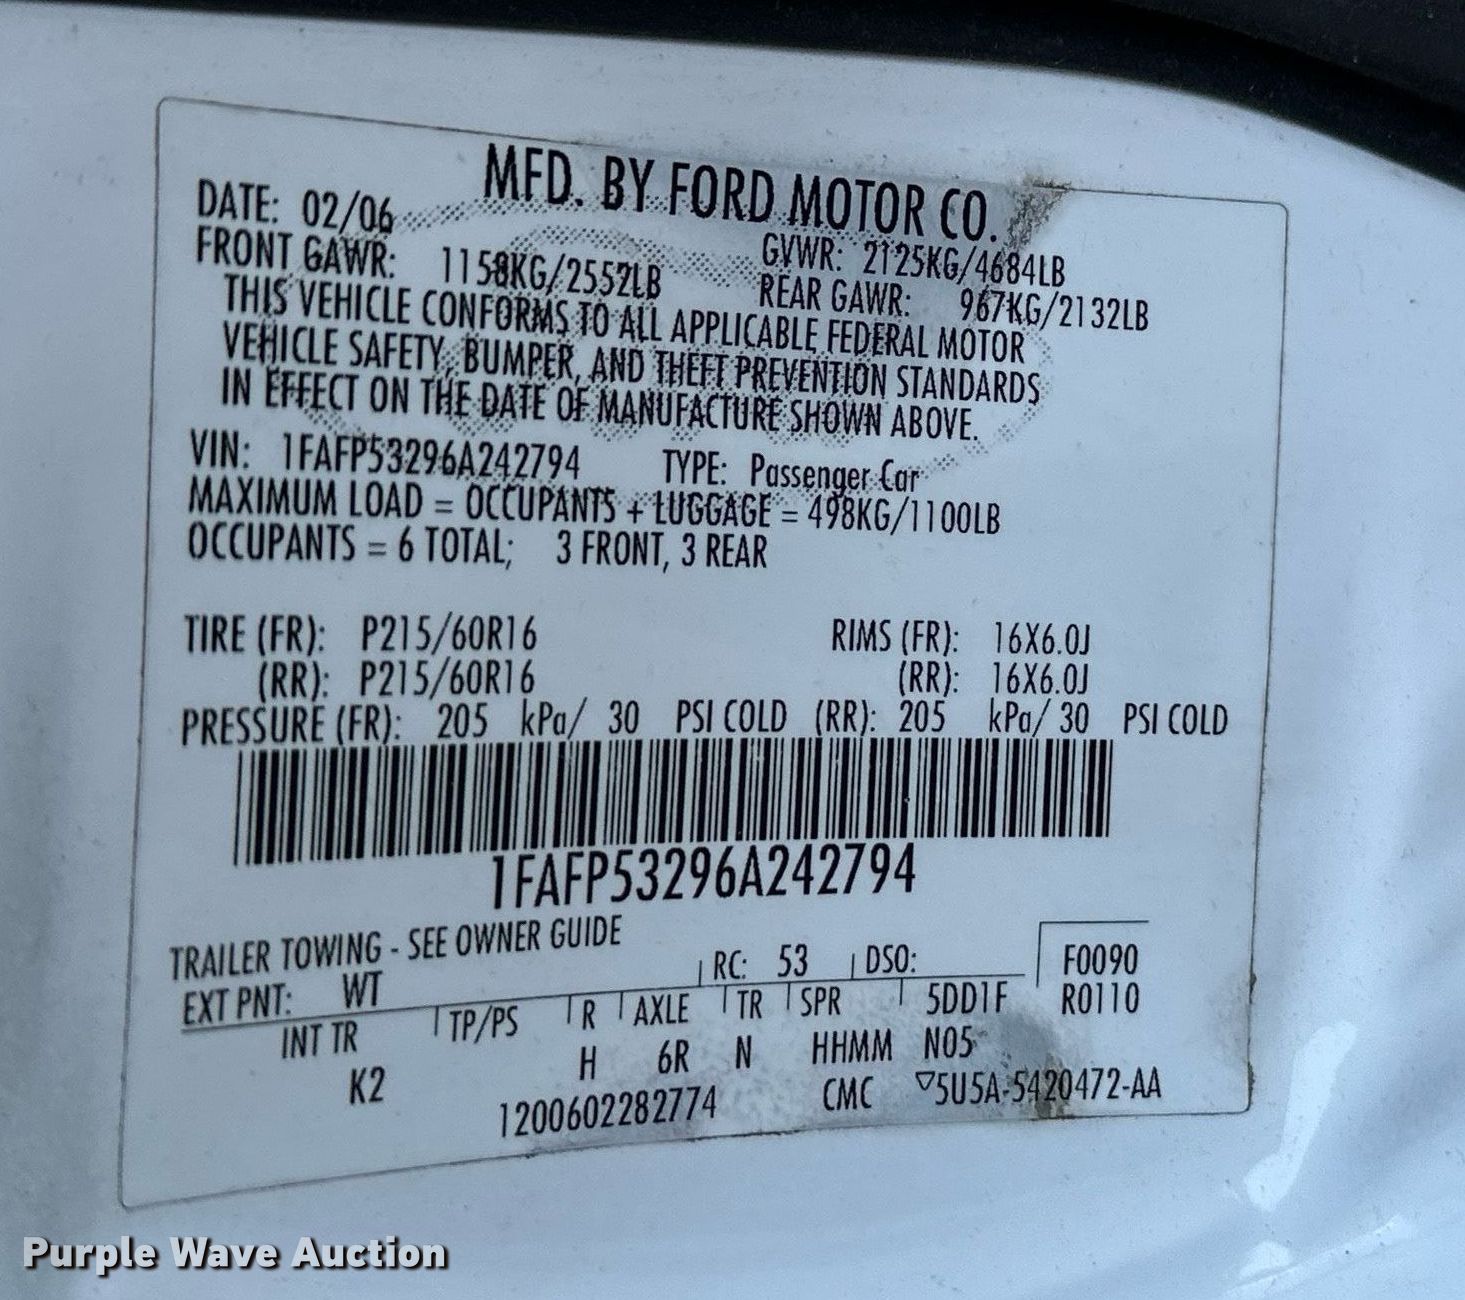 MFD. BY FORD MOTOR CO.
DATE: 02/06 GVWR: 2125KG/4684LB
FRONT GAWR: 1158KG/2552LB REAR GAWR: 967KG/2132LB
THIS VEHICLE CONFORMS TO ALL APPLICABLE FEDERAL MOTOR
VEHICLE SAFETY, BUMPER, AND THEFT PREVENTION STANDARDS
IN EFFECT ON THE DATE OF MANUFACTURE SHOWN ABOVE.
VIN: 1FAFP53296A242794 TYPE: Passenger Car
MAXIMUM LOAD = OCCUPANTS + LUGGAGE = 498KG/1100LB
OCCUPANTS = 6 TOTAL; 3 FRONT, 3 REAR
TIRE (FR): P215/60R16 RIMS (FR): 16X6.0J
(RR): P215/60R16 (RR): 16X6.0J
PRESSURE (FR): 205 kPa/ 30 PSI COLD (RR): 205 kPa/ 30 PSI COLD
1FAFP53296A242794
TRAILER TOWING - SEE OWNER GUIDE
EXT PNT: WT RC: 53 DSO: F0090
INT TR TP/PS R AXLE TR SPR 5DD1F R0110
K2 H 6R N HHMM N05
1200602282774 CMC ▽5U5A-5420472-AA
Purple Wave Auction